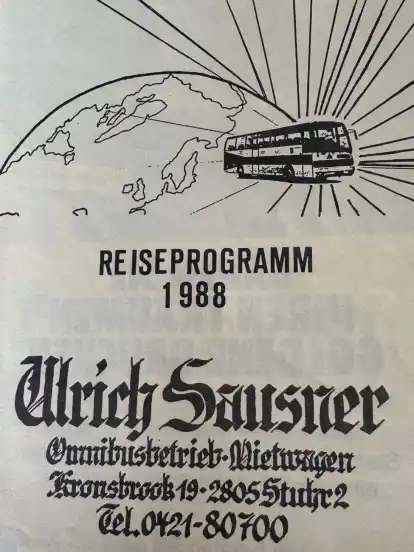 REISEPROGRAMM
1988
Ulrich Sausner
Omnibusbetrieb-Mietwagen
Kronsbrook 19 · 2805 Stuhr 2
Tel. 0421-80700